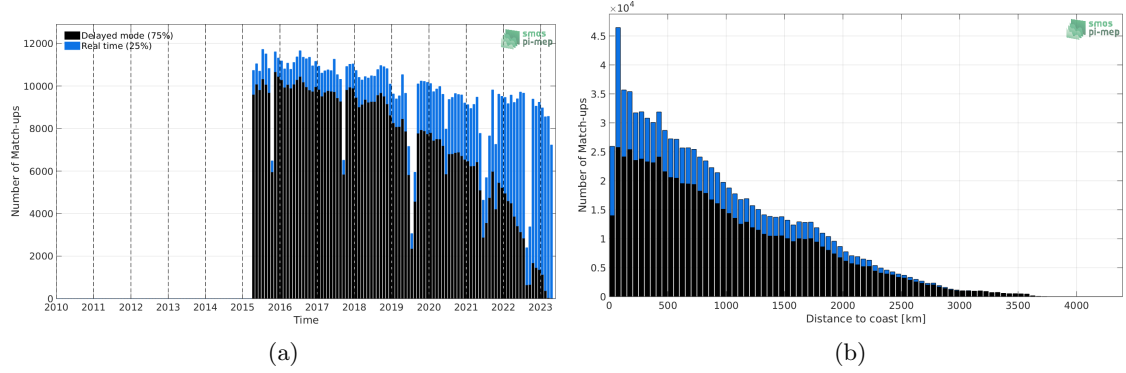 Delayed mode (75%)
Real time (25%)
smos
pi-mep
12000
10000
8000
6000
4000
2000
0
Number of Match-ups
2010 2011 2012 2013 2014 2015 2016 2017 2018 2019 2020 2021 2022 2023
Time
(a)
×10⁴
smos
pi-mep
4.5
4
3.5
3
2.5
2
1.5
1
0.5
0
Number of Match-ups
0 500 1000 1500 2000 2500 3000 3500 4000
Distance to coast [km]
(b)